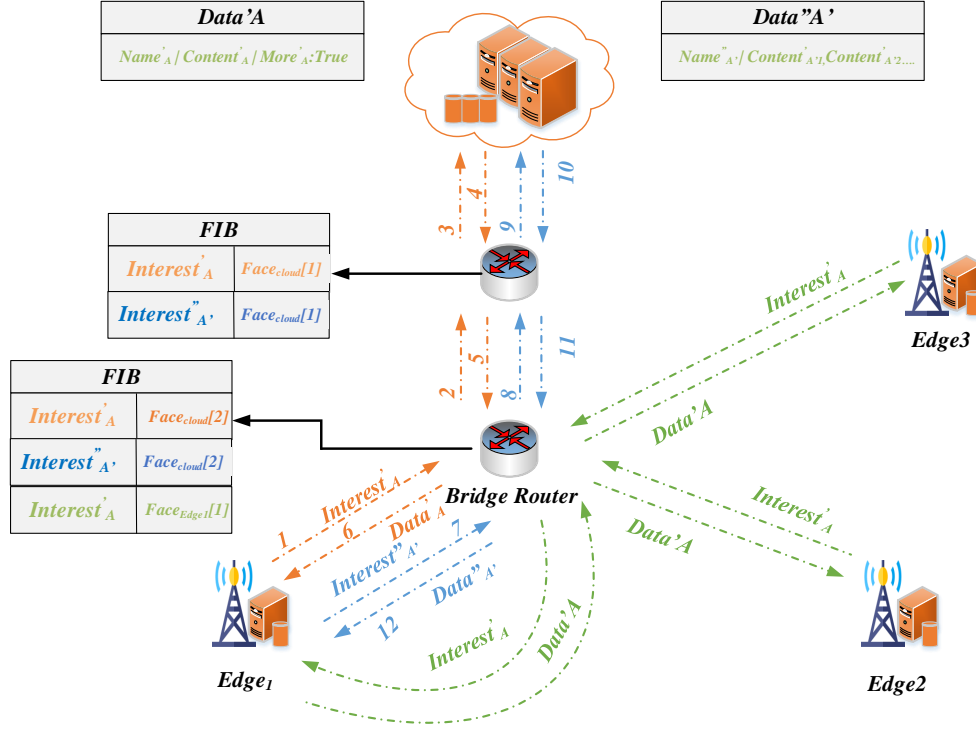 Data'A
Name'A / Content'A / More'A:True
Data”A’
Name”A’/ Content’A’1,Content’A’2....
3
4
9
10
FIB
Interest'A
Facecloud[1]
Interest”A’
Facecloud[1]
2
5
8
11
Interest'A
Data’A
Edge3
FIB
Interest'A
Facecloud[2]
Interest”A’
Facecloud[2]
Interest'A
FaceEdge1[1]
Bridge Router
1
Interest'A
6
Data'A
Interest”A’
7
Data”A’
12
Interest'A
Data’A
Interest'A
Data’A
Edge1
Edge2